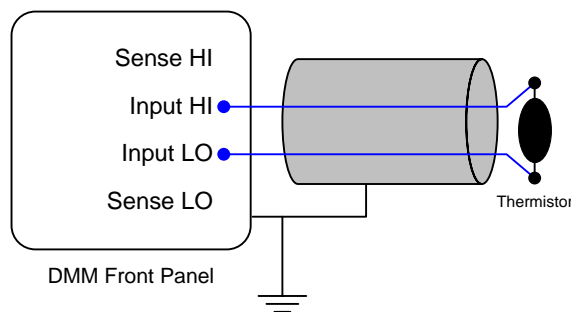 Sense HI
Input HI
Input LO
Sense LO
Thermistor
DMM Front Panel